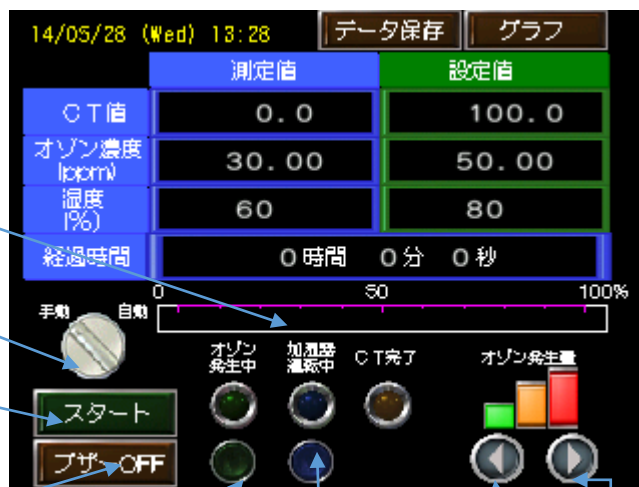 14/05/28 (Wed) 13:28 データ保存 グラフ
測定値 設定値
CT値 0.0 100.0
オゾン濃度 (ppm) 30.00 50.00
湿度 (%) 60 80
経過時間 0時間 0分 0秒
0 50 100%
手動 自動
オゾン発生中 加湿器運転中 CT完了 オゾン発生量
スタート
ブザーOFF